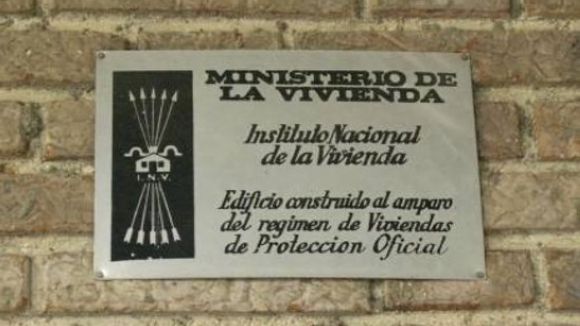 MINISTERIO DE
LA VIVIENDA
Instituto Nacional
de la Vivienda
I.N.V.
Edificio construido al amparo
del regimen de Viviendas
de Proteccion Oficial